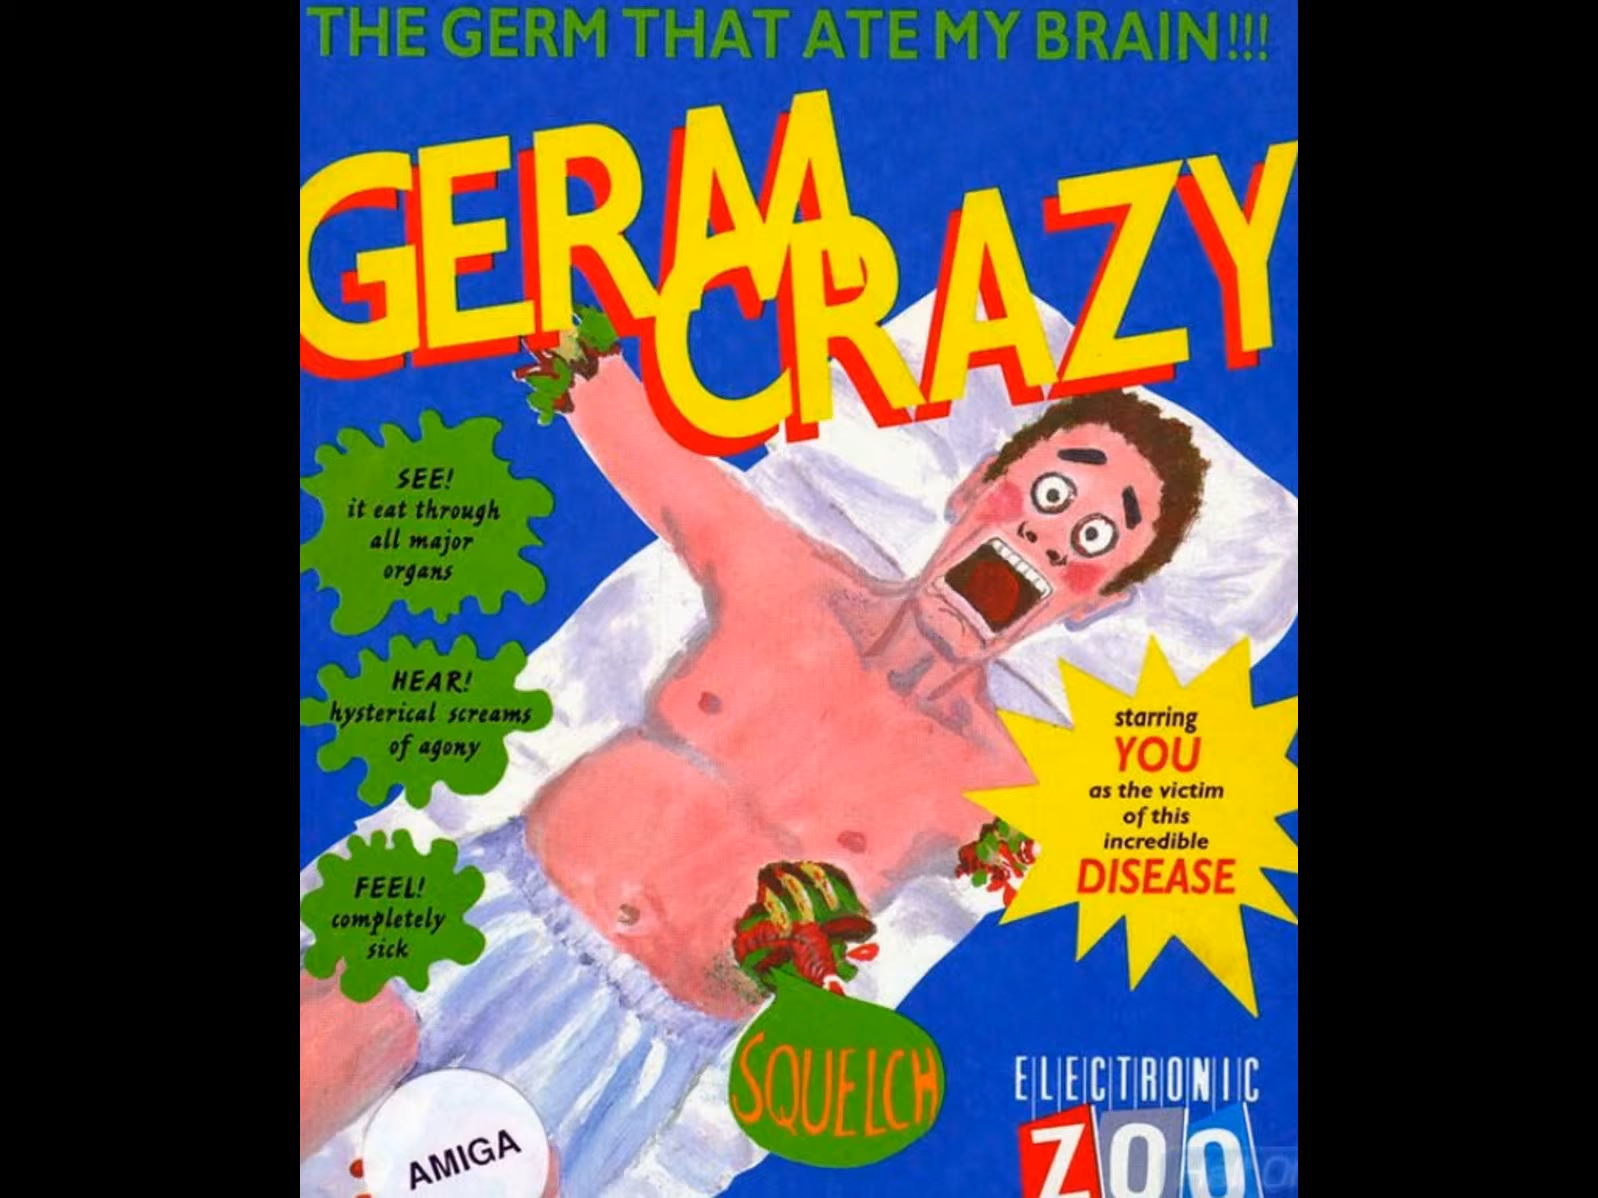 THE GERM THAT ATE MY BRAIN!!!
GERM
CRAZY
SEE!
it eat through
all major
organs
HEAR!
hysterical screams
of agony
FEEL!
completely
sick
starring
YOU
as the victim
of this
incredible
DISEASE
SQUELCH
AMIGA
ELECTRONIC
ZOO